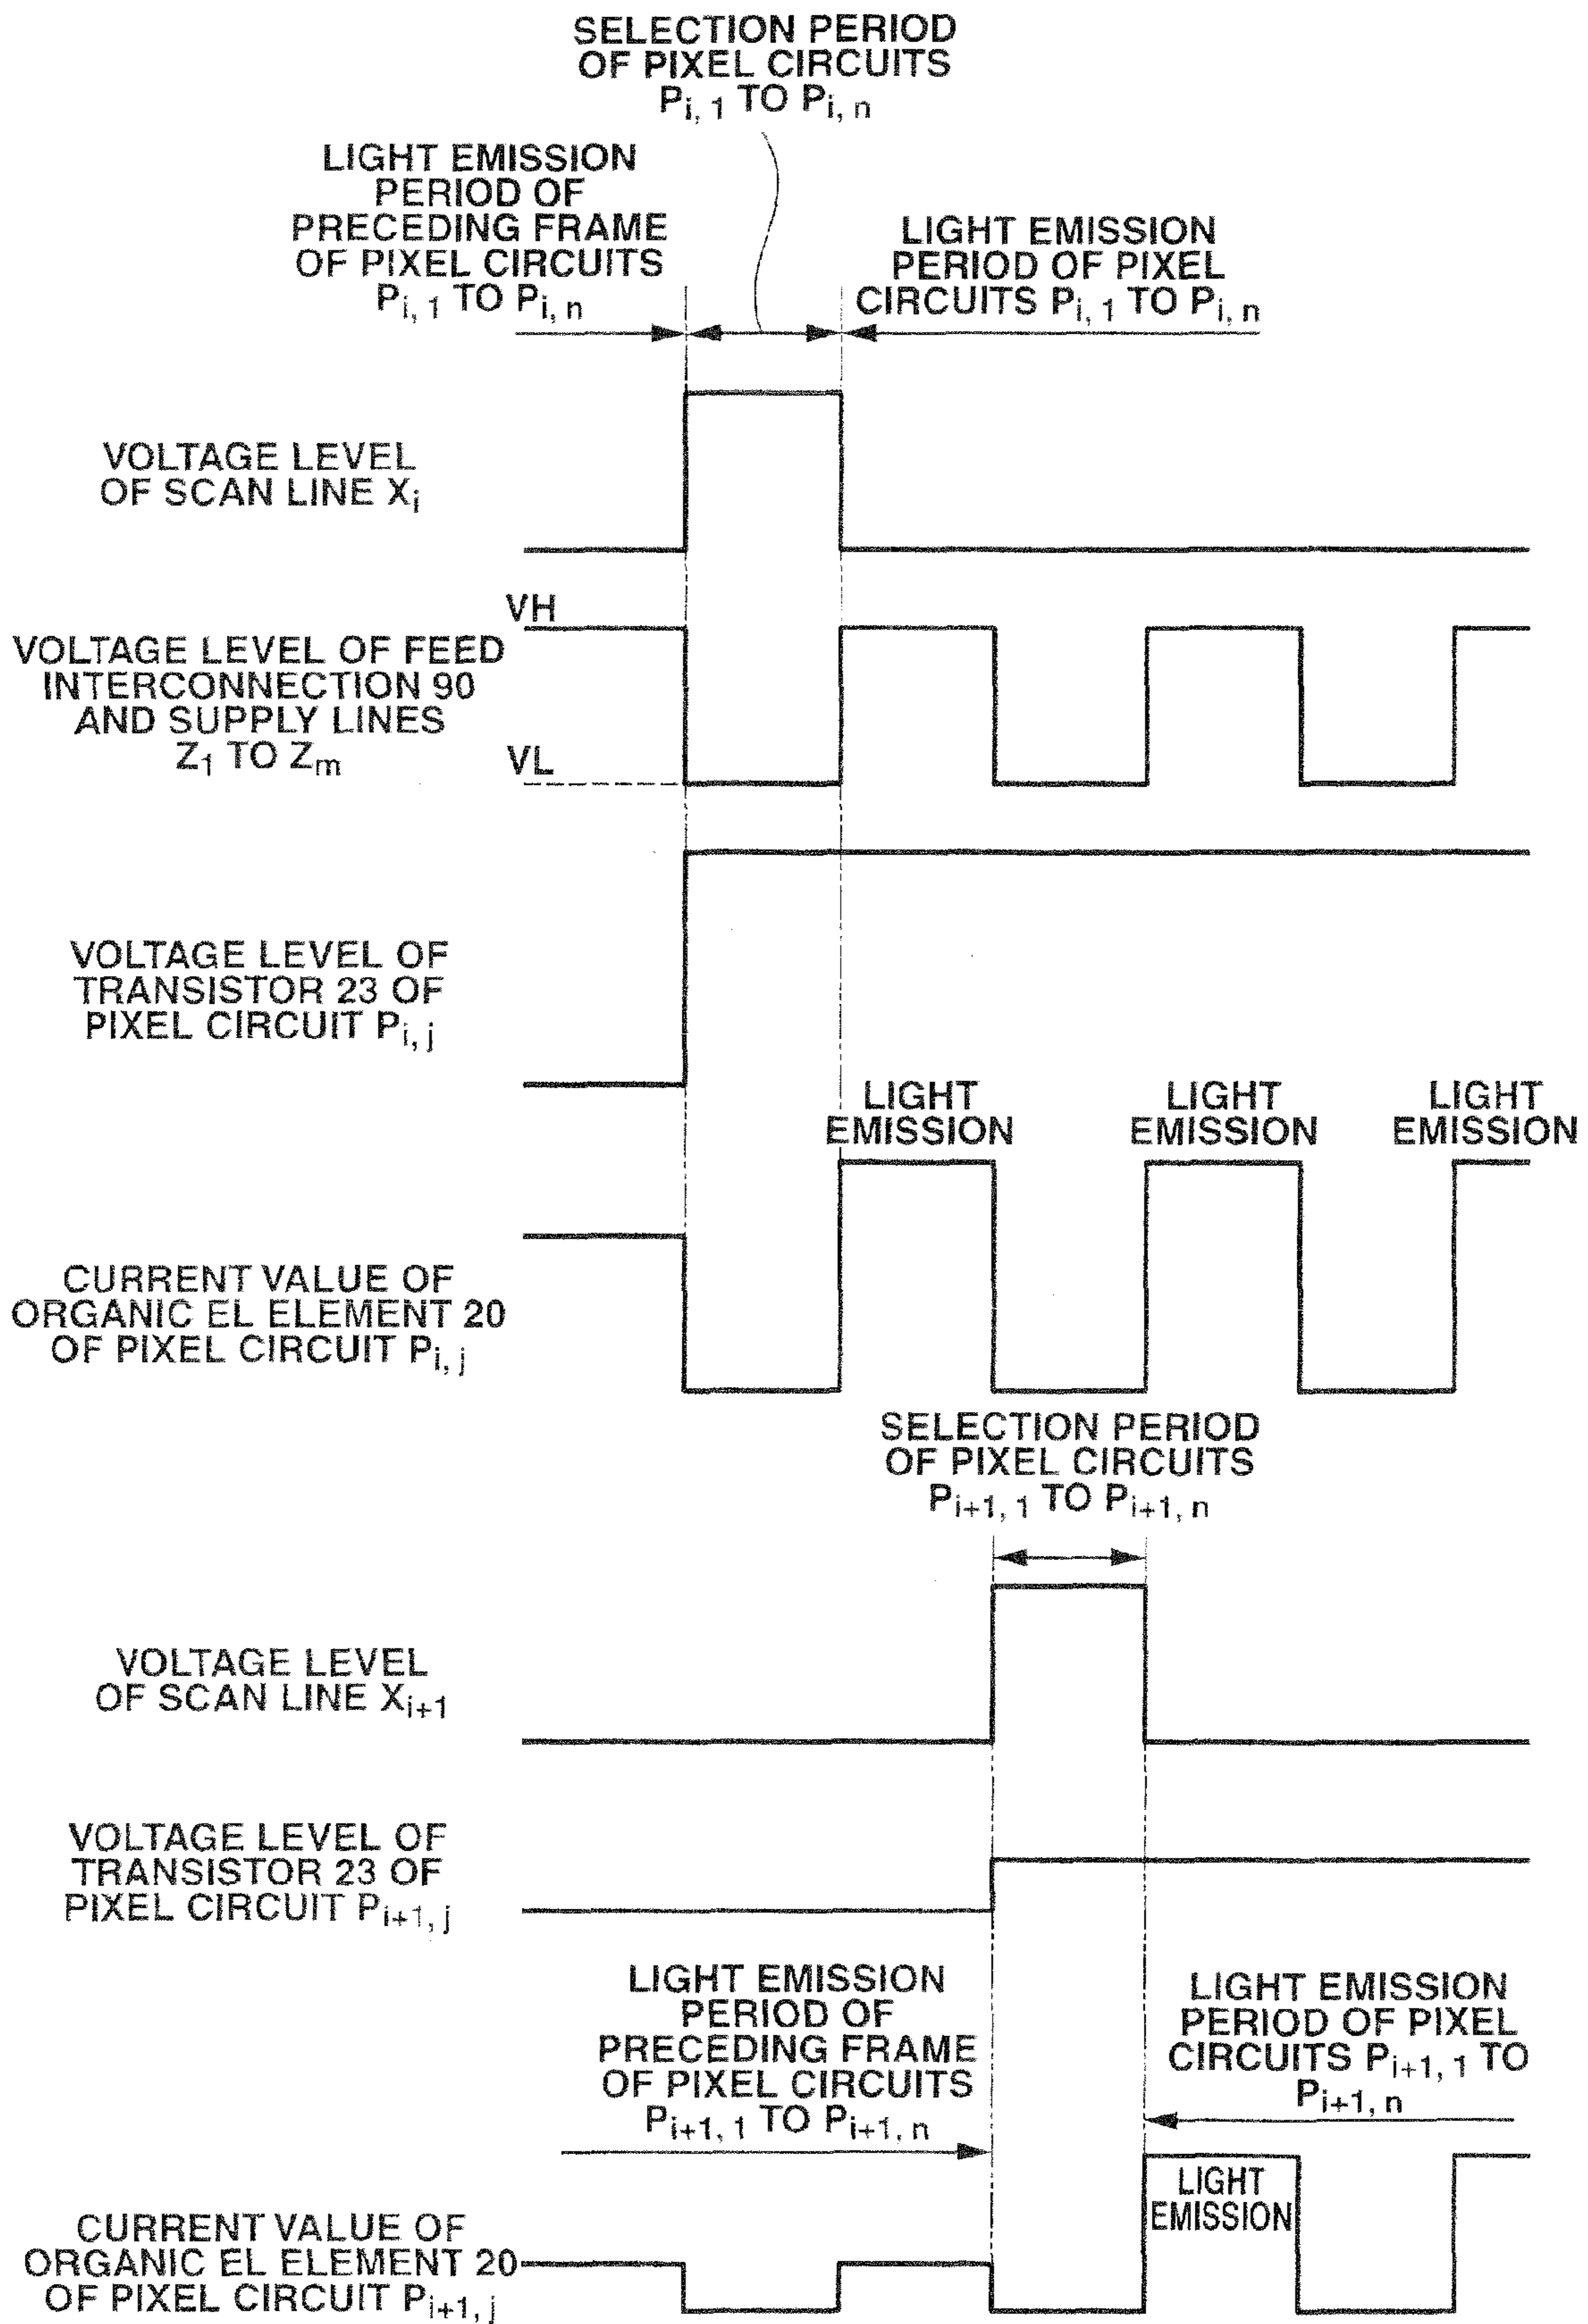 SELECTION PERIOD
OF PIXEL CIRCUITS
Pi, 1 TO Pi, n
LIGHT EMISSION
PERIOD OF
PRECEDING FRAME
OF PIXEL CIRCUITS
Pi, 1 TO Pi, n
LIGHT EMISSION
PERIOD OF PIXEL
CIRCUITS Pi, 1 TO Pi, n
VOLTAGE LEVEL
OF SCAN LINE Xi
VH
VOLTAGE LEVEL OF FEED
INTERCONNECTION 90
AND SUPPLY LINES
Z1 TO Zm
VL
VOLTAGE LEVEL OF
TRANSISTOR 23 OF
PIXEL CIRCUIT Pi, j
LIGHT
EMISSION
LIGHT
EMISSION
LIGHT
EMISSION
CURRENT VALUE OF
ORGANIC EL ELEMENT 20
OF PIXEL CIRCUIT Pi, j
SELECTION PERIOD
OF PIXEL CIRCUITS
Pi+1, 1 TO Pi+1, n
VOLTAGE LEVEL
OF SCAN LINE Xi+1
VOLTAGE LEVEL OF
TRANSISTOR 23 OF
PIXEL CIRCUIT Pi+1, j
LIGHT EMISSION
PERIOD OF
PRECEDING FRAME
OF PIXEL CIRCUITS
Pi+1, 1 TO Pi+1, n
LIGHT EMISSION
PERIOD OF PIXEL
CIRCUITS Pi+1, 1 TO
Pi+1, n
LIGHT
EMISSION
CURRENT VALUE OF
ORGANIC EL ELEMENT 20
OF PIXEL CIRCUIT Pi+1, j